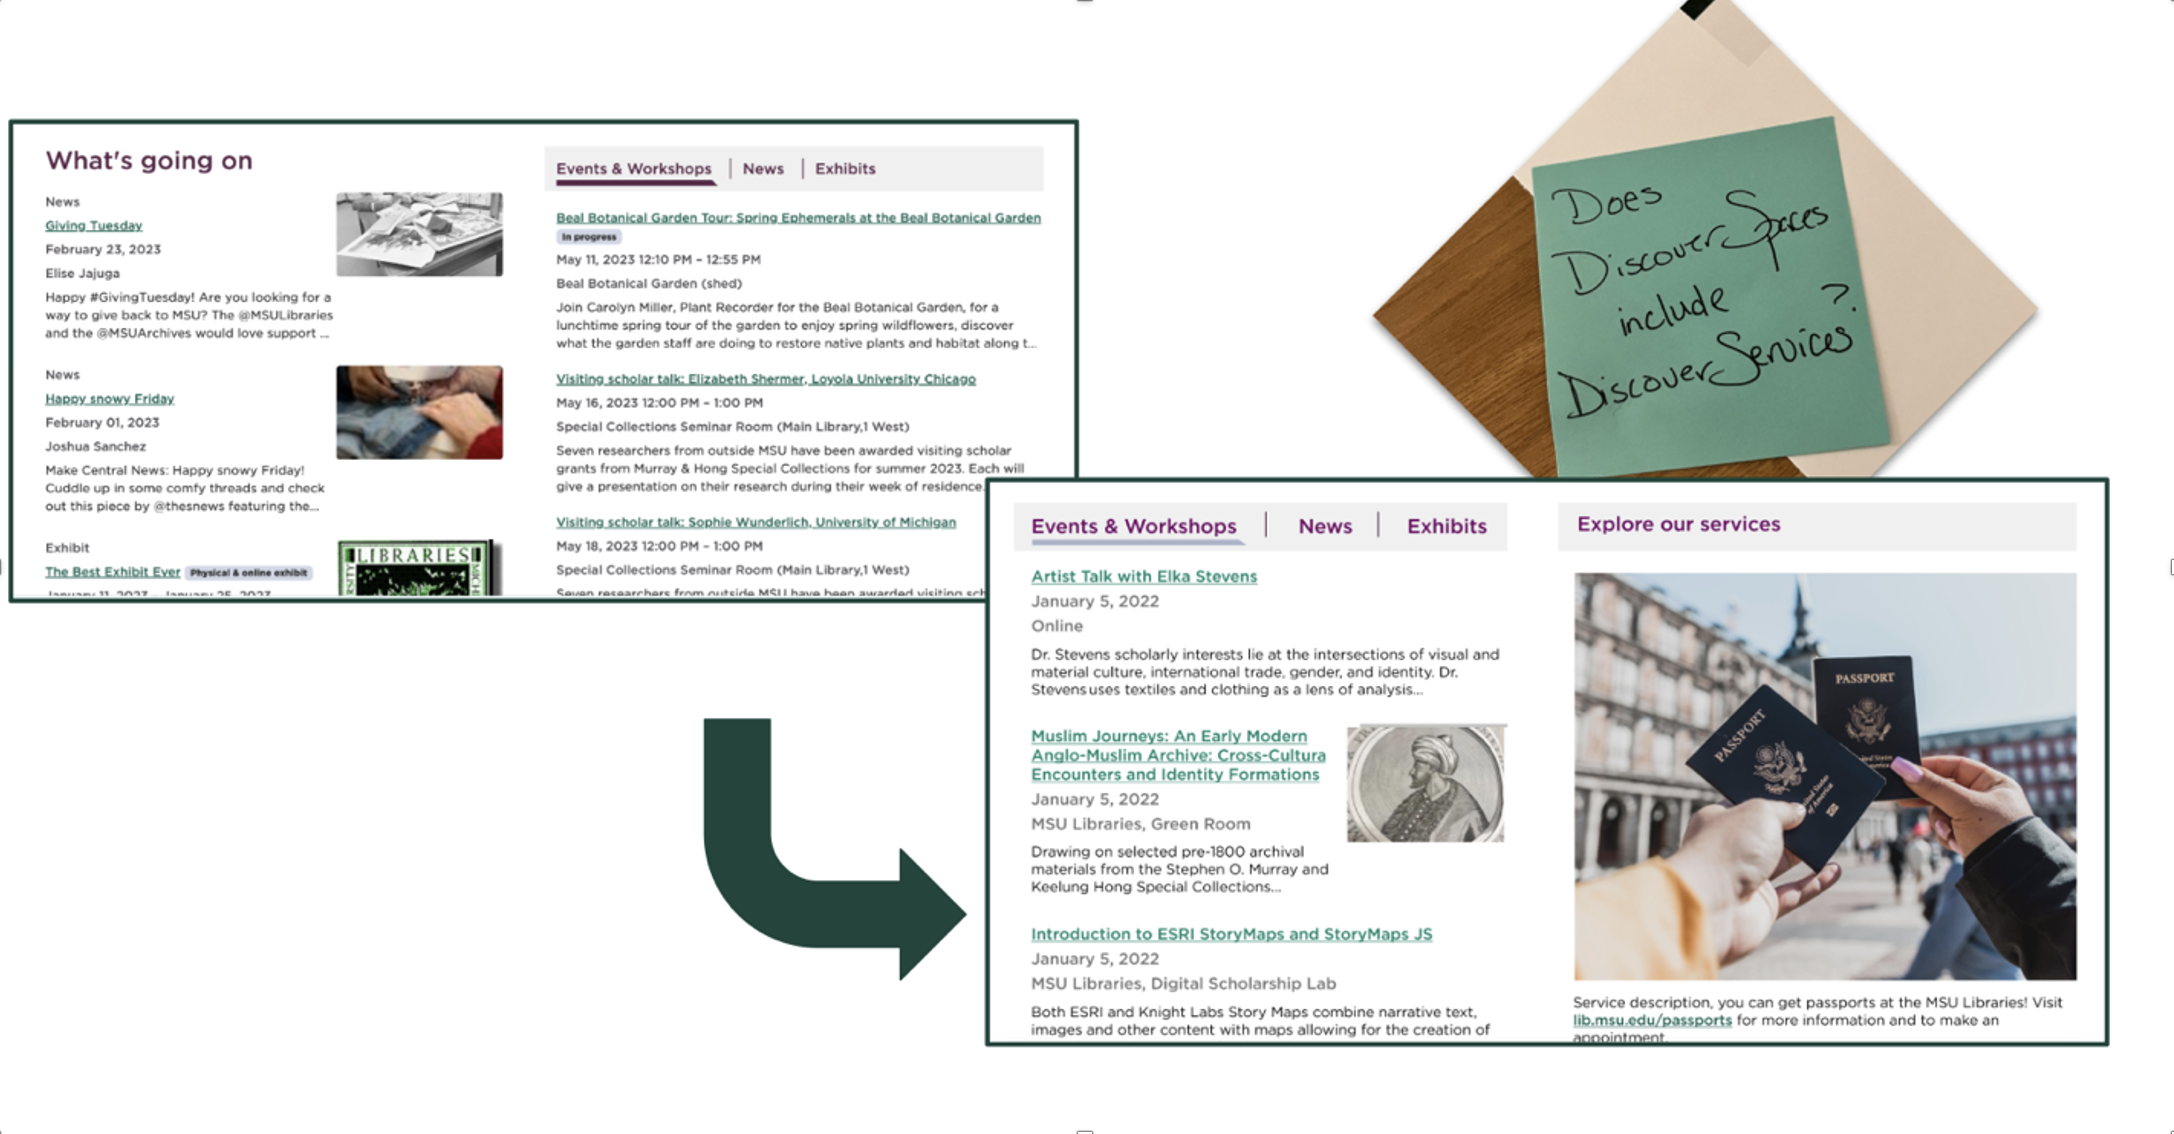 What's going on
News
Giving Tuesday
February 23, 2023
Elise Jajuga
Happy #GivingTuesday! Are you looking for a
way to give back to MSU? The @MSULibraries
and the @MSUArchives would love support ...
News
Happy snowy Friday
February 01, 2023
Joshua Sanchez
Make Central News: Happy snowy Friday!
Cuddle up in some comfy threads and check
out this piece by @thesnews featuring the...
Exhibit
The Best Exhibit Ever Physical & online exhibit
January 11, 2023 - January 25, 2023
LIBRARIES
Events & Workshops | News | Exhibits
Beal Botanical Garden Tour: Spring Ephemerals at the Beal Botanical Garden
In progress
May 11, 2023 12:10 PM – 12:55 PM
Beal Botanical Garden (shed)
Join Carolyn Miller, Plant Recorder for the Beal Botanical Garden, for a
lunchtime spring tour of the garden to enjoy spring wildflowers, discover
what the garden staff are doing to restore native plants and habitat along t...
Visiting scholar talk: Elizabeth Shermer, Loyola University Chicago
May 16, 2023 12:00 PM – 1:00 PM
Special Collections Seminar Room (Main Library,1 West)
Seven researchers from outside MSU have been awarded visiting scholar
grants from Murray & Hong Special Collections for summer 2023. Each will
give a presentation on their research during their week of residence.
Visiting scholar talk: Sophie Wunderlich, University of Michigan
May 18, 2023 12:00 PM – 1:00 PM
Special Collections Seminar Room (Main Library,1 West)
Seven researchers from outside MSU have been awarded visiting
Does
DiscoverSpaces
include
DiscoverServices?
Events & Workshops | News | Exhibits
Artist Talk with Elka Stevens
January 5, 2022
Online
Dr. Stevens scholarly interests lie at the intersections of visual and
material culture, international trade, gender, and identity. Dr.
Stevens uses textiles and clothing as a lens of analysis...
Muslim Journeys: An Early Modern
Anglo-Muslim Archive: Cross-Cultura
Encounters and Identity Formations
January 5, 2022
MSU Libraries, Green Room
Drawing on selected pre-1800 archival
materials from the Stephen O. Murray and
Keelung Hong Special Collections...
Introduction to ESRI StoryMaps and StoryMaps JS
January 5, 2022
MSU Libraries, Digital Scholarship Lab
Both ESRI and Knight Labs Story Maps combine narrative text,
images and other content with maps allowing for the creation of
Explore our services
PASSPORT
PASSPORT
United States
of America
Service description, you can get passports at the MSU Libraries! Visit
lib.msu.edu/passports for more information and to make an
appointment.